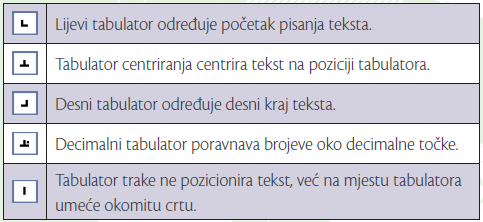 Lijevi tabulator određuje početak pisanja teksta.
Tabulator centriranja centrira tekst na poziciji tabulatora.
Desni tabulator određuje desni kraj teksta.
Decimalni tabulator poravnava brojeve oko decimalne točke.
Tabulator trake ne pozicionira tekst, već na mjestu tabulatora
umeće okomitu crtu.